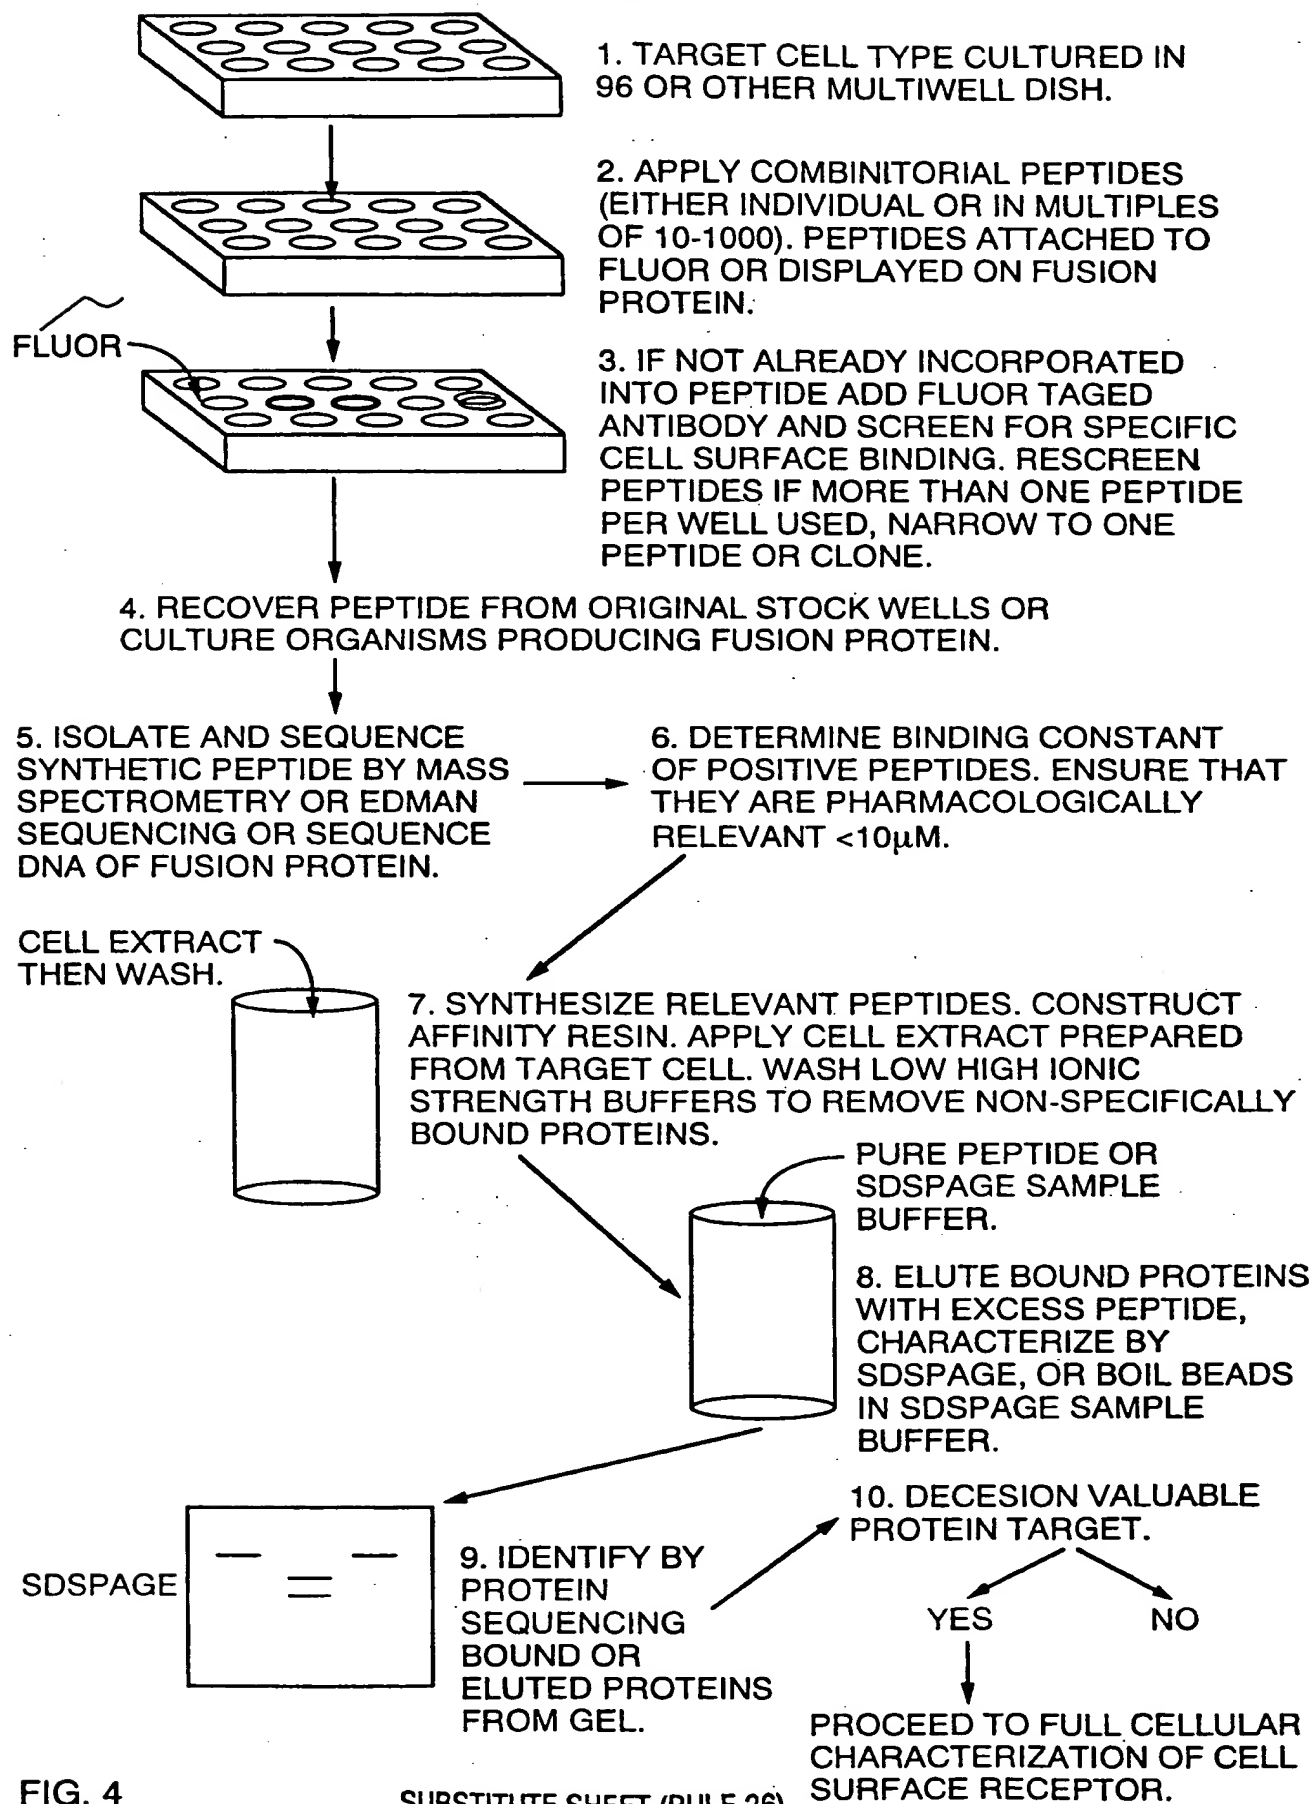 1. TARGET CELL TYPE CULTURED IN
96 OR OTHER MULTIWELL DISH.
2. APPLY COMBINITORIAL PEPTIDES
(EITHER INDIVIDUAL OR IN MULTIPLES
OF 10-1000). PEPTIDES ATTACHED TO
FLUOR OR DISPLAYED ON FUSION
PROTEIN.
FLUOR
3. IF NOT ALREADY INCORPORATED
INTO PEPTIDE ADD FLUOR TAGED
ANTIBODY AND SCREEN FOR SPECIFIC
CELL SURFACE BINDING. RESCREEN
PEPTIDES IF MORE THAN ONE PEPTIDE
PER WELL USED, NARROW TO ONE
PEPTIDE OR CLONE.
4. RECOVER PEPTIDE FROM ORIGINAL STOCK WELLS OR
CULTURE ORGANISMS PRODUCING FUSION PROTEIN.
5. ISOLATE AND SEQUENCE
SYNTHETIC PEPTIDE BY MASS
SPECTROMETRY OR EDMAN
SEQUENCING OR SEQUENCE
DNA OF FUSION PROTEIN.
6. DETERMINE BINDING CONSTANT
OF POSITIVE PEPTIDES. ENSURE THAT
THEY ARE PHARMACOLOGICALLY
RELEVANT <10µM.
CELL EXTRACT
THEN WASH.
7. SYNTHESIZE RELEVANT PEPTIDES. CONSTRUCT
AFFINITY RESIN. APPLY CELL EXTRACT PREPARED
FROM TARGET CELL. WASH LOW HIGH IONIC
STRENGTH BUFFERS TO REMOVE NON-SPECIFICALLY
BOUND PROTEINS.
PURE PEPTIDE OR
SDSPAGE SAMPLE
BUFFER.
8. ELUTE BOUND PROTEINS
WITH EXCESS PEPTIDE,
CHARACTERIZE BY
SDSPAGE, OR BOIL BEADS
IN SDSPAGE SAMPLE
BUFFER.
SDSPAGE
9. IDENTIFY BY
PROTEIN
SEQUENCING
BOUND OR
ELUTED PROTEINS
FROM GEL.
10. DECESION VALUABLE
PROTEIN TARGET.
YES
NO
PROCEED TO FULL CELLULAR
CHARACTERIZATION OF CELL
SURFACE RECEPTOR.
FIG. 4
SUBSTITUTE SHEET (RULE 26)